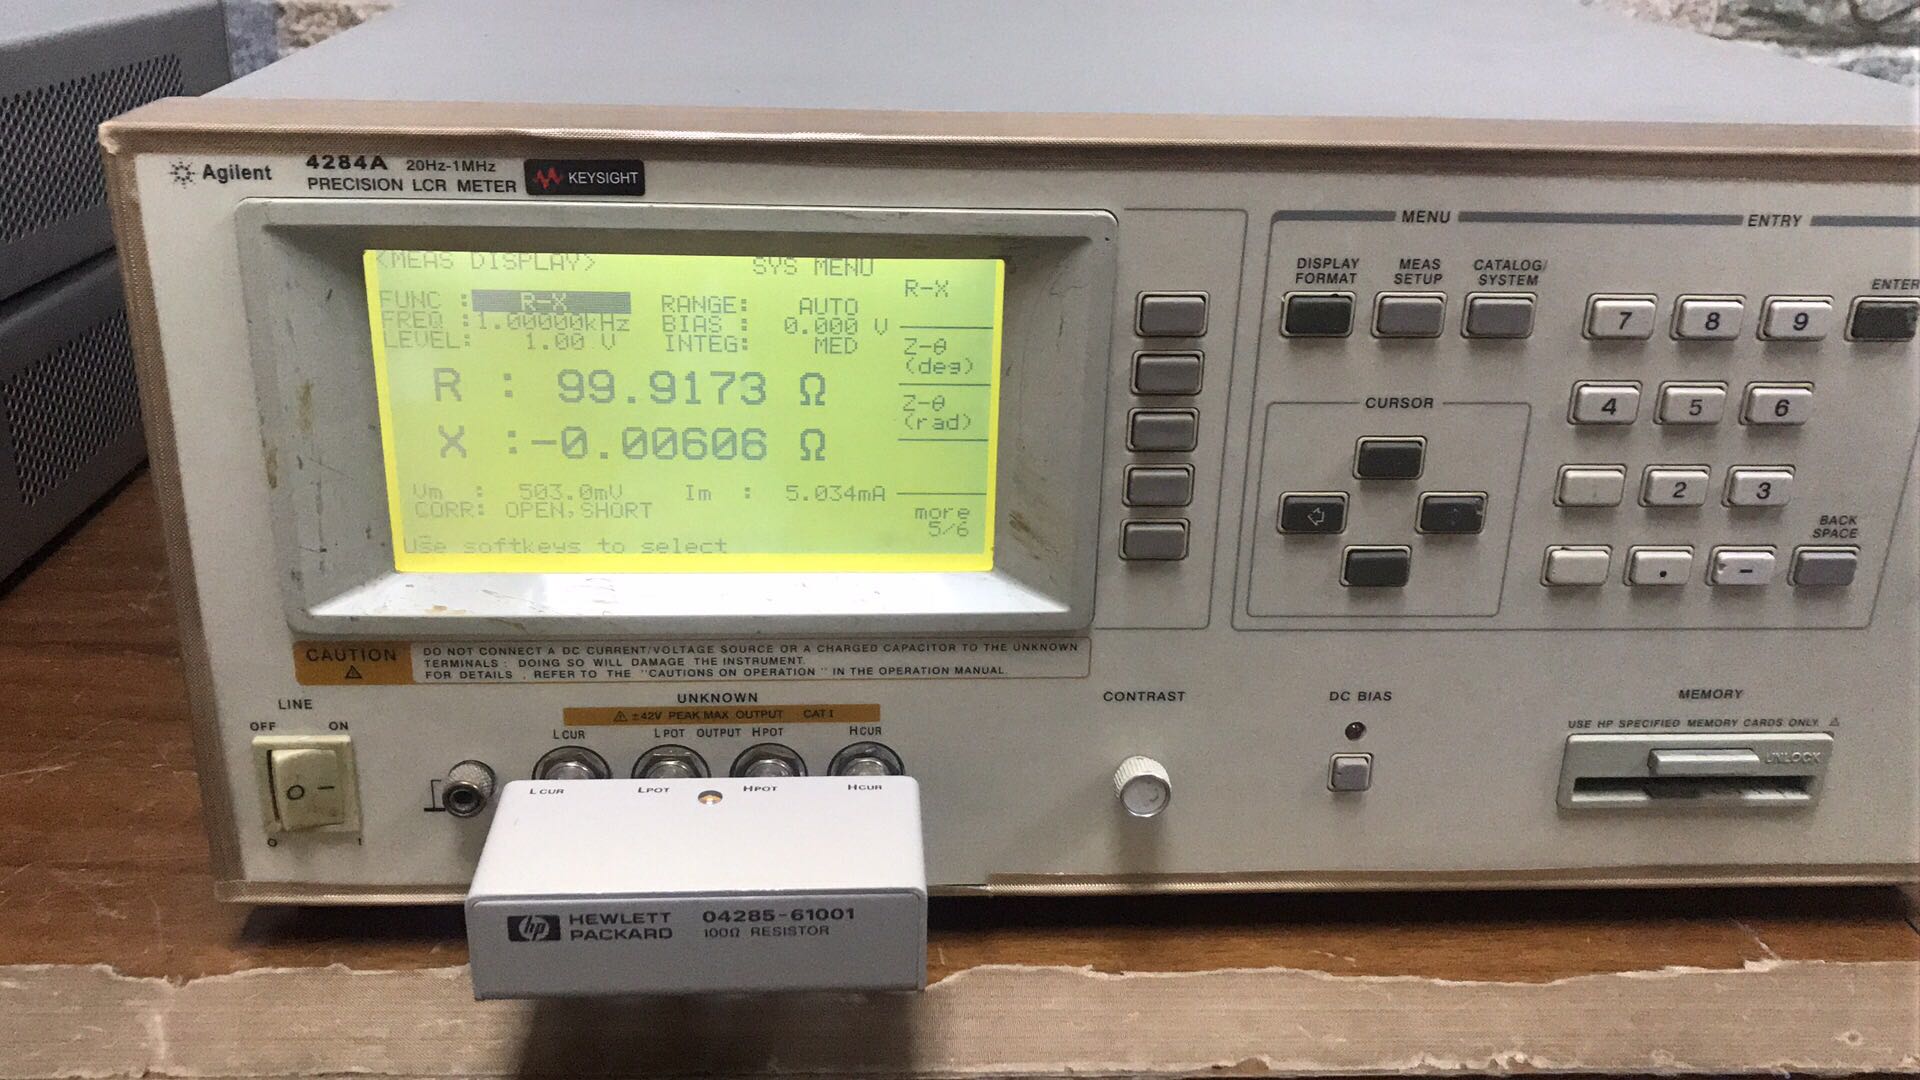 Agilent 4284A 20Hz-1MHz
PRECISION LCR METER
KEYSIGHT
<MEAS DISPLAY> SYS MENU
FUNC : R-X RANGE: AUTO
FREQ : 1.00000kHz BIAS : 0.000 V
LEVEL: 1.00 V INTEG: MED
R : 99.9173 Ω
X :-0.00606 Ω
Vm : 503.0mV Im : 5.034mA
CORR: OPEN,SHORT
Use softkeys to select
R-X
Z-θ
(deg)
Z-θ
(rad)
more
5/6
MENU
DISPLAY
FORMAT
MEAS
SETUP
CATALOG/
SYSTEM
CURSOR
ENTRY
ENTER
7 8 9
4 5 6
2 3
. -
BACK
SPACE
CAUTION
DO NOT CONNECT A DC CURRENT/VOLTAGE SOURCE OR A CHARGED CAPACITOR TO THE UNKNOWN
TERMINALS : DOING SO WILL DAMAGE THE INSTRUMENT.
FOR DETAILS , REFER TO THE "CAUTIONS ON OPERATION" IN THE OPERATION MANUAL.
LINE
OFF ON
O 1
UNKNOWN
±42V PEAK MAX OUTPUT CAT I
LCUR LPOT OUTPUT HPOT HCUR
LCUR LPOT HPOT HCUR
hp HEWLETT
PACKARD
04285-61001
100Ω RESISTOR
CONTRAST
DC BIAS
MEMORY
USE HP SPECIFIED MEMORY CARDS ONLY
UNLOCK